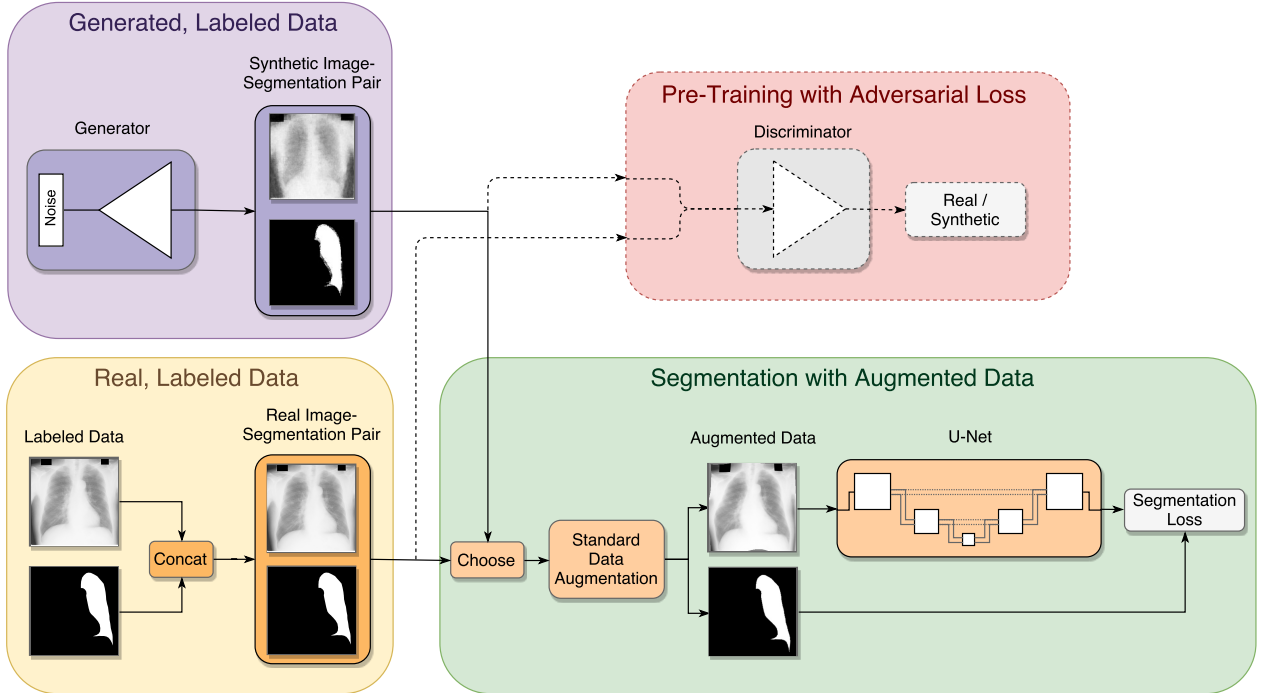 Generated, Labeled Data
Synthetic Image-
Segmentation Pair
Generator
Noise
Pre-Training with Adversarial Loss
Discriminator
Real /
Synthetic
Real, Labeled Data
Real Image-
Segmentation Pair
Labeled Data
Concat
Segmentation with Augmented Data
Augmented Data
U-Net
Choose
Standard
Data
Augmentation
Segmentation
Loss